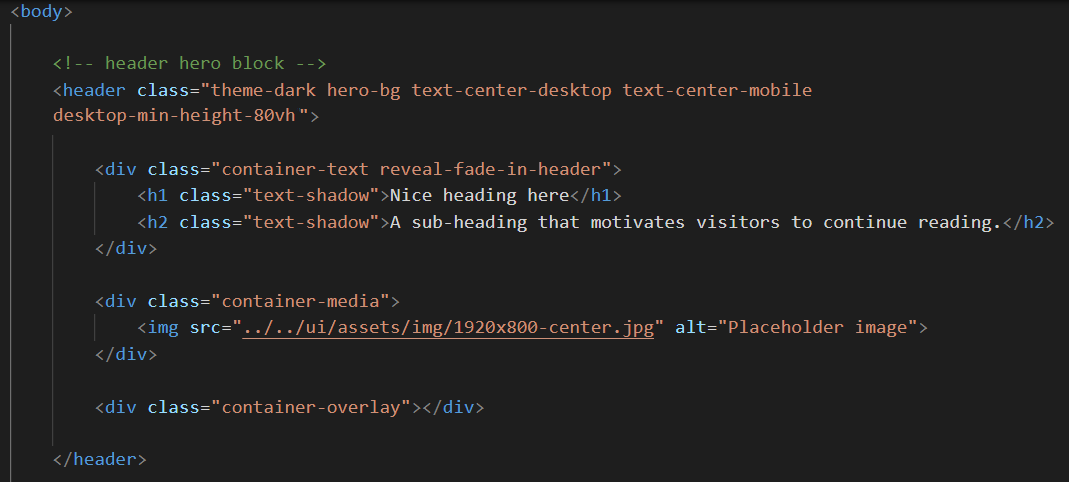 <body>
<!-- header hero block -->
<header class="theme-dark hero-bg text-center-desktop text-center-mobile
desktop-min-height-80vh">
<div class="container-text reveal-fade-in-header">
<h1 class="text-shadow">Nice heading here</h1>
<h2 class="text-shadow">A sub-heading that motivates visitors to continue reading.</h2>
</div>
<div class="container-media">
<img src="../../ui/assets/img/1920x800-center.jpg" alt="Placeholder image">
</div>
<div class="container-overlay"></div>
</header>